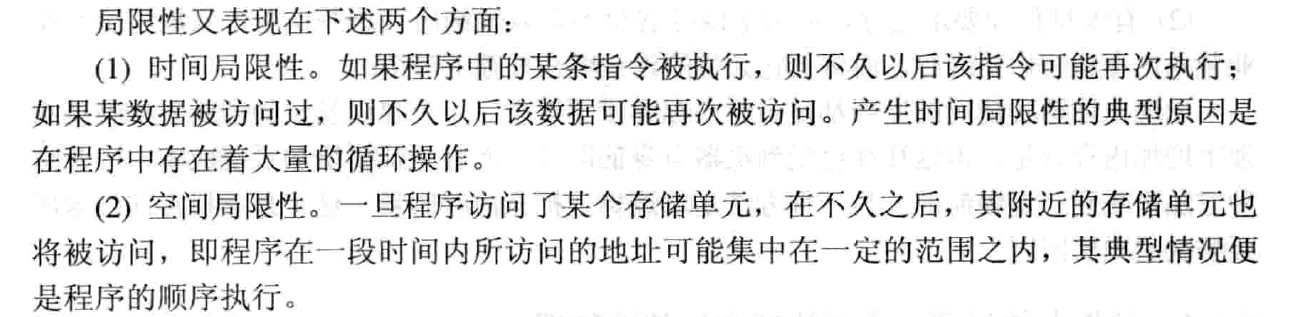 局限性又表现在下述两个方面：
(1) 时间局限性。如果程序中的某条指令被执行，则不久以后该指令可能再次执行；
如果某数据被访问过，则不久以后该数据可能再次被访问。产生时间局限性的典型原因是
在程序中存在着大量的循环操作。
(2) 空间局限性。一旦程序访问了某个存储单元，在不久之后，其附近的存储单元也
将被访问，即程序在一段时间内所访问的地址可能集中在一定的范围之内，其典型情况便
是程序的顺序执行。